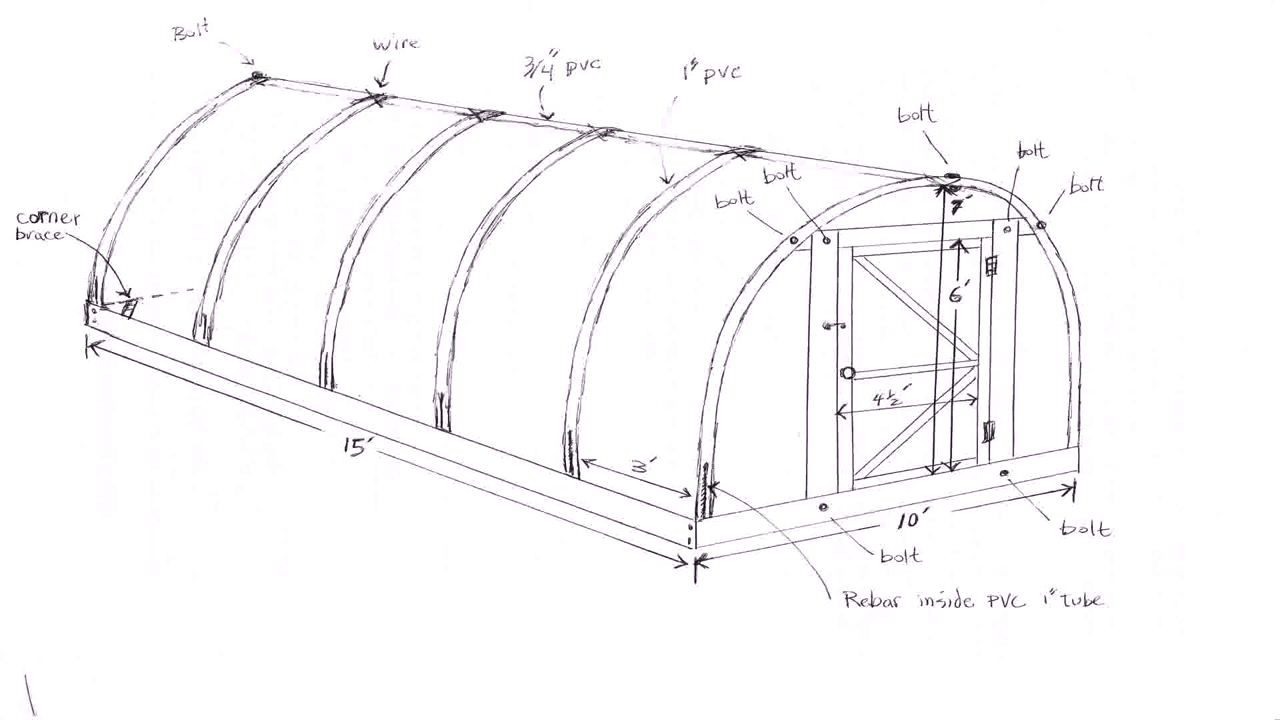 Bolt
wire
3/4" PVC
1" PVC
bolt
bolt
bolt
bolt
bolt
7'
corner
brace
6'
4½'
15'
3'
10'
bolt
bolt
Rebar inside PVC 1" tube